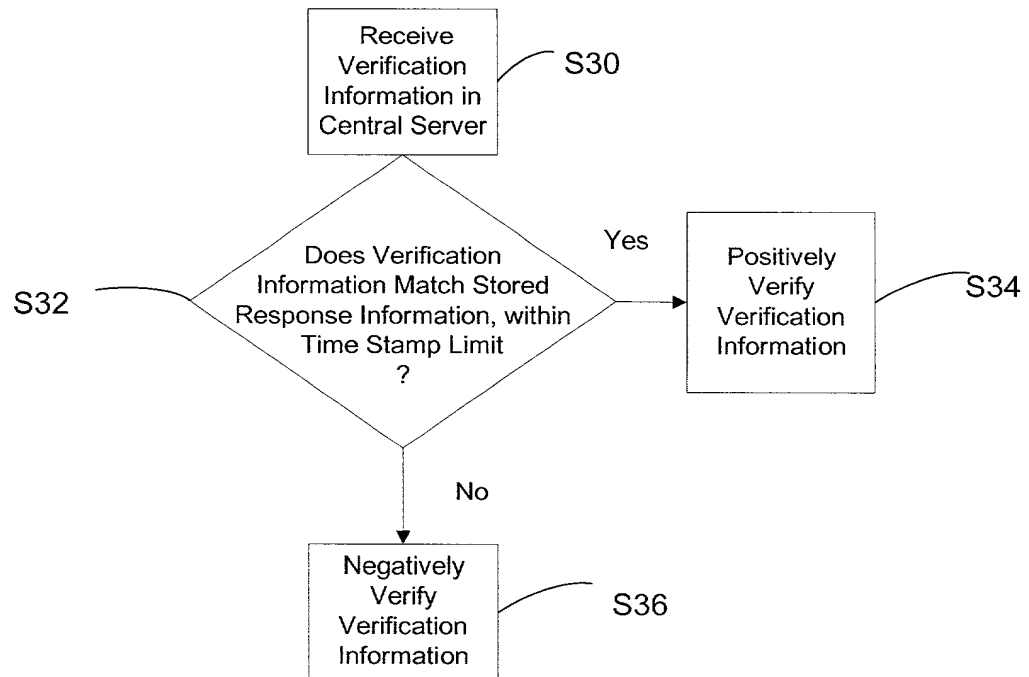 Receive
Verification
Information in
Central Server
S30
Does Verification
Information Match Stored
Response Information, within
Time Stamp Limit
?
S32
Yes
Positively
Verify
Verification
Information
S34
No
Negatively
Verify
Verification
Information
S36